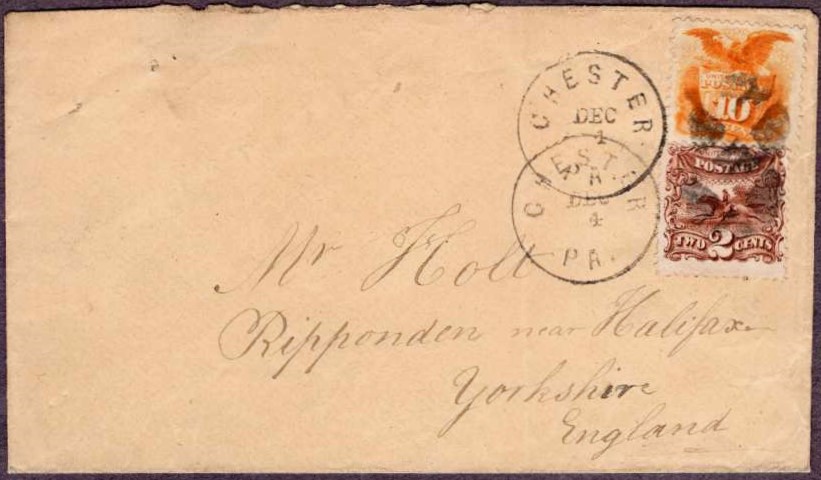 CHESTER
DEC
4
PA.
CHESTER
DEC
4
PA.
10
POSTAGE
TWO 2 CENTS
Mr Holt
Ripponden near Halifax
Yorkshire
England